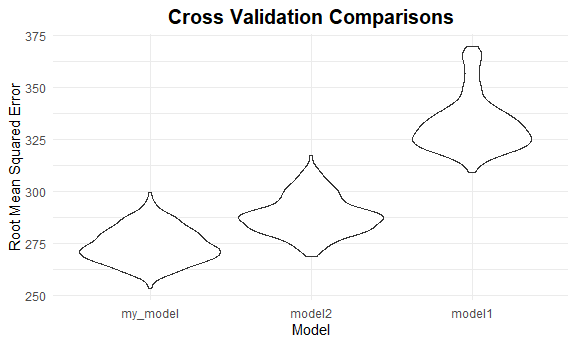 Cross Validation Comparisons
Root Mean Squared Error
375
350
325
300
275
250
my_model model2 model1
Model